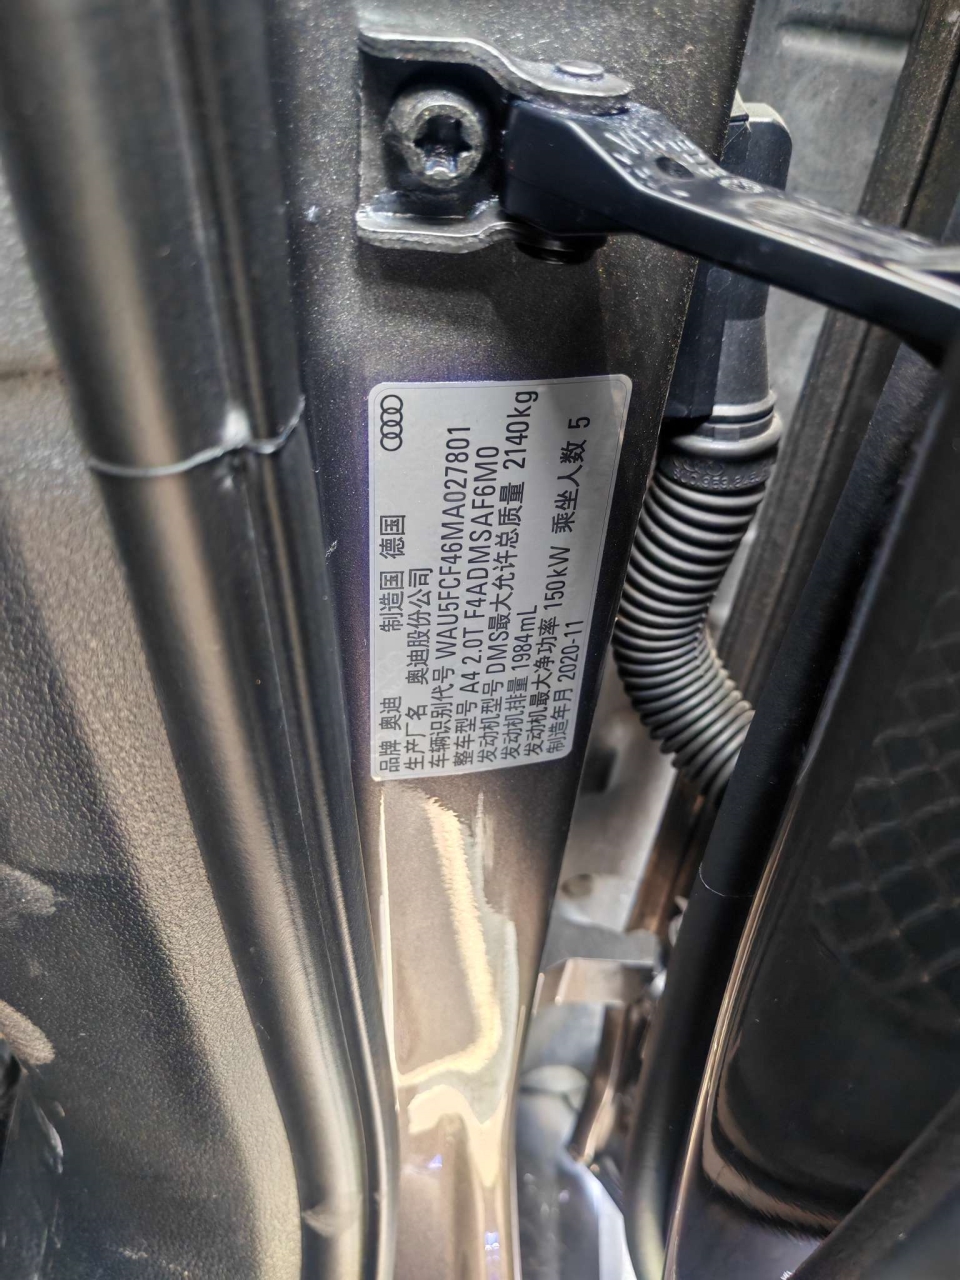 品牌 奥迪 制造国 德国
生产厂名 奥迪股份公司
车辆识别代号 WAU5FCF46MA027801
整车型号 A4 2.0T F4ADMSAF6M0
发动机型号 DMS最大允许总质量 2140kg
发动机排量 1984mL
发动机最大净功率 150kW 乘坐人数 5
制造年月 2020-11